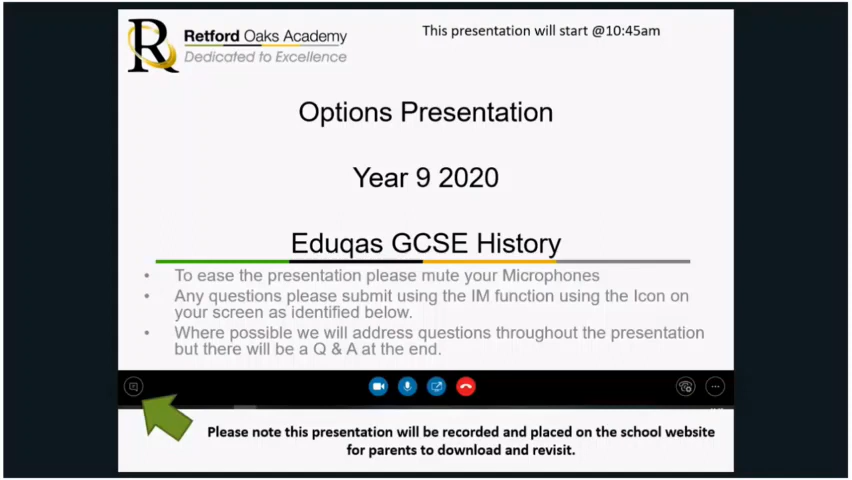 Retford Oaks Academy
Dedicated to Excellence
This presentation will start @10:45am
Options Presentation
Year 9 2020
Eduqas GCSE History
• To ease the presentation please mute your Microphones
• Any questions please submit using the IM function using the Icon on
your screen as identified below.
• Where possible we will address questions throughout the presentation
but there will be a Q & A at the end.
Please note this presentation will be recorded and placed on the school website
for parents to download and revisit.